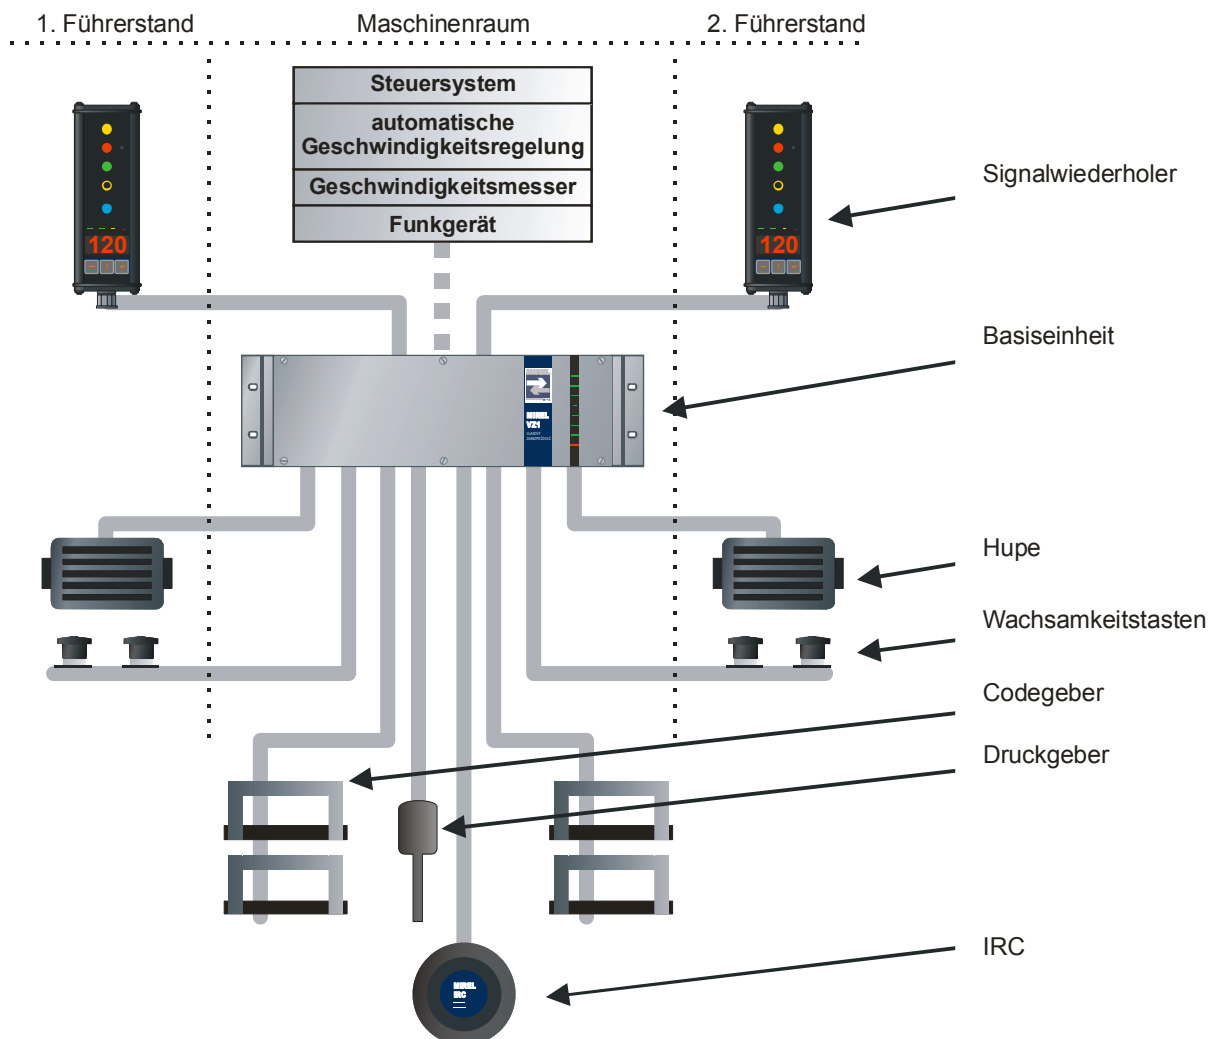 1. Führerstand
Maschinenraum
2. Führerstand
Steuersystem
automatische
Geschwindigkeitsregelung
Geschwindigkeitsmesser
Funkgerät
120
120
Signalwiederholer
Basiseinheit
MIREL
VZ1
Hupe
Wachsamkeitstasten
Codegeber
Druckgeber
IRC
MIREL
IRC